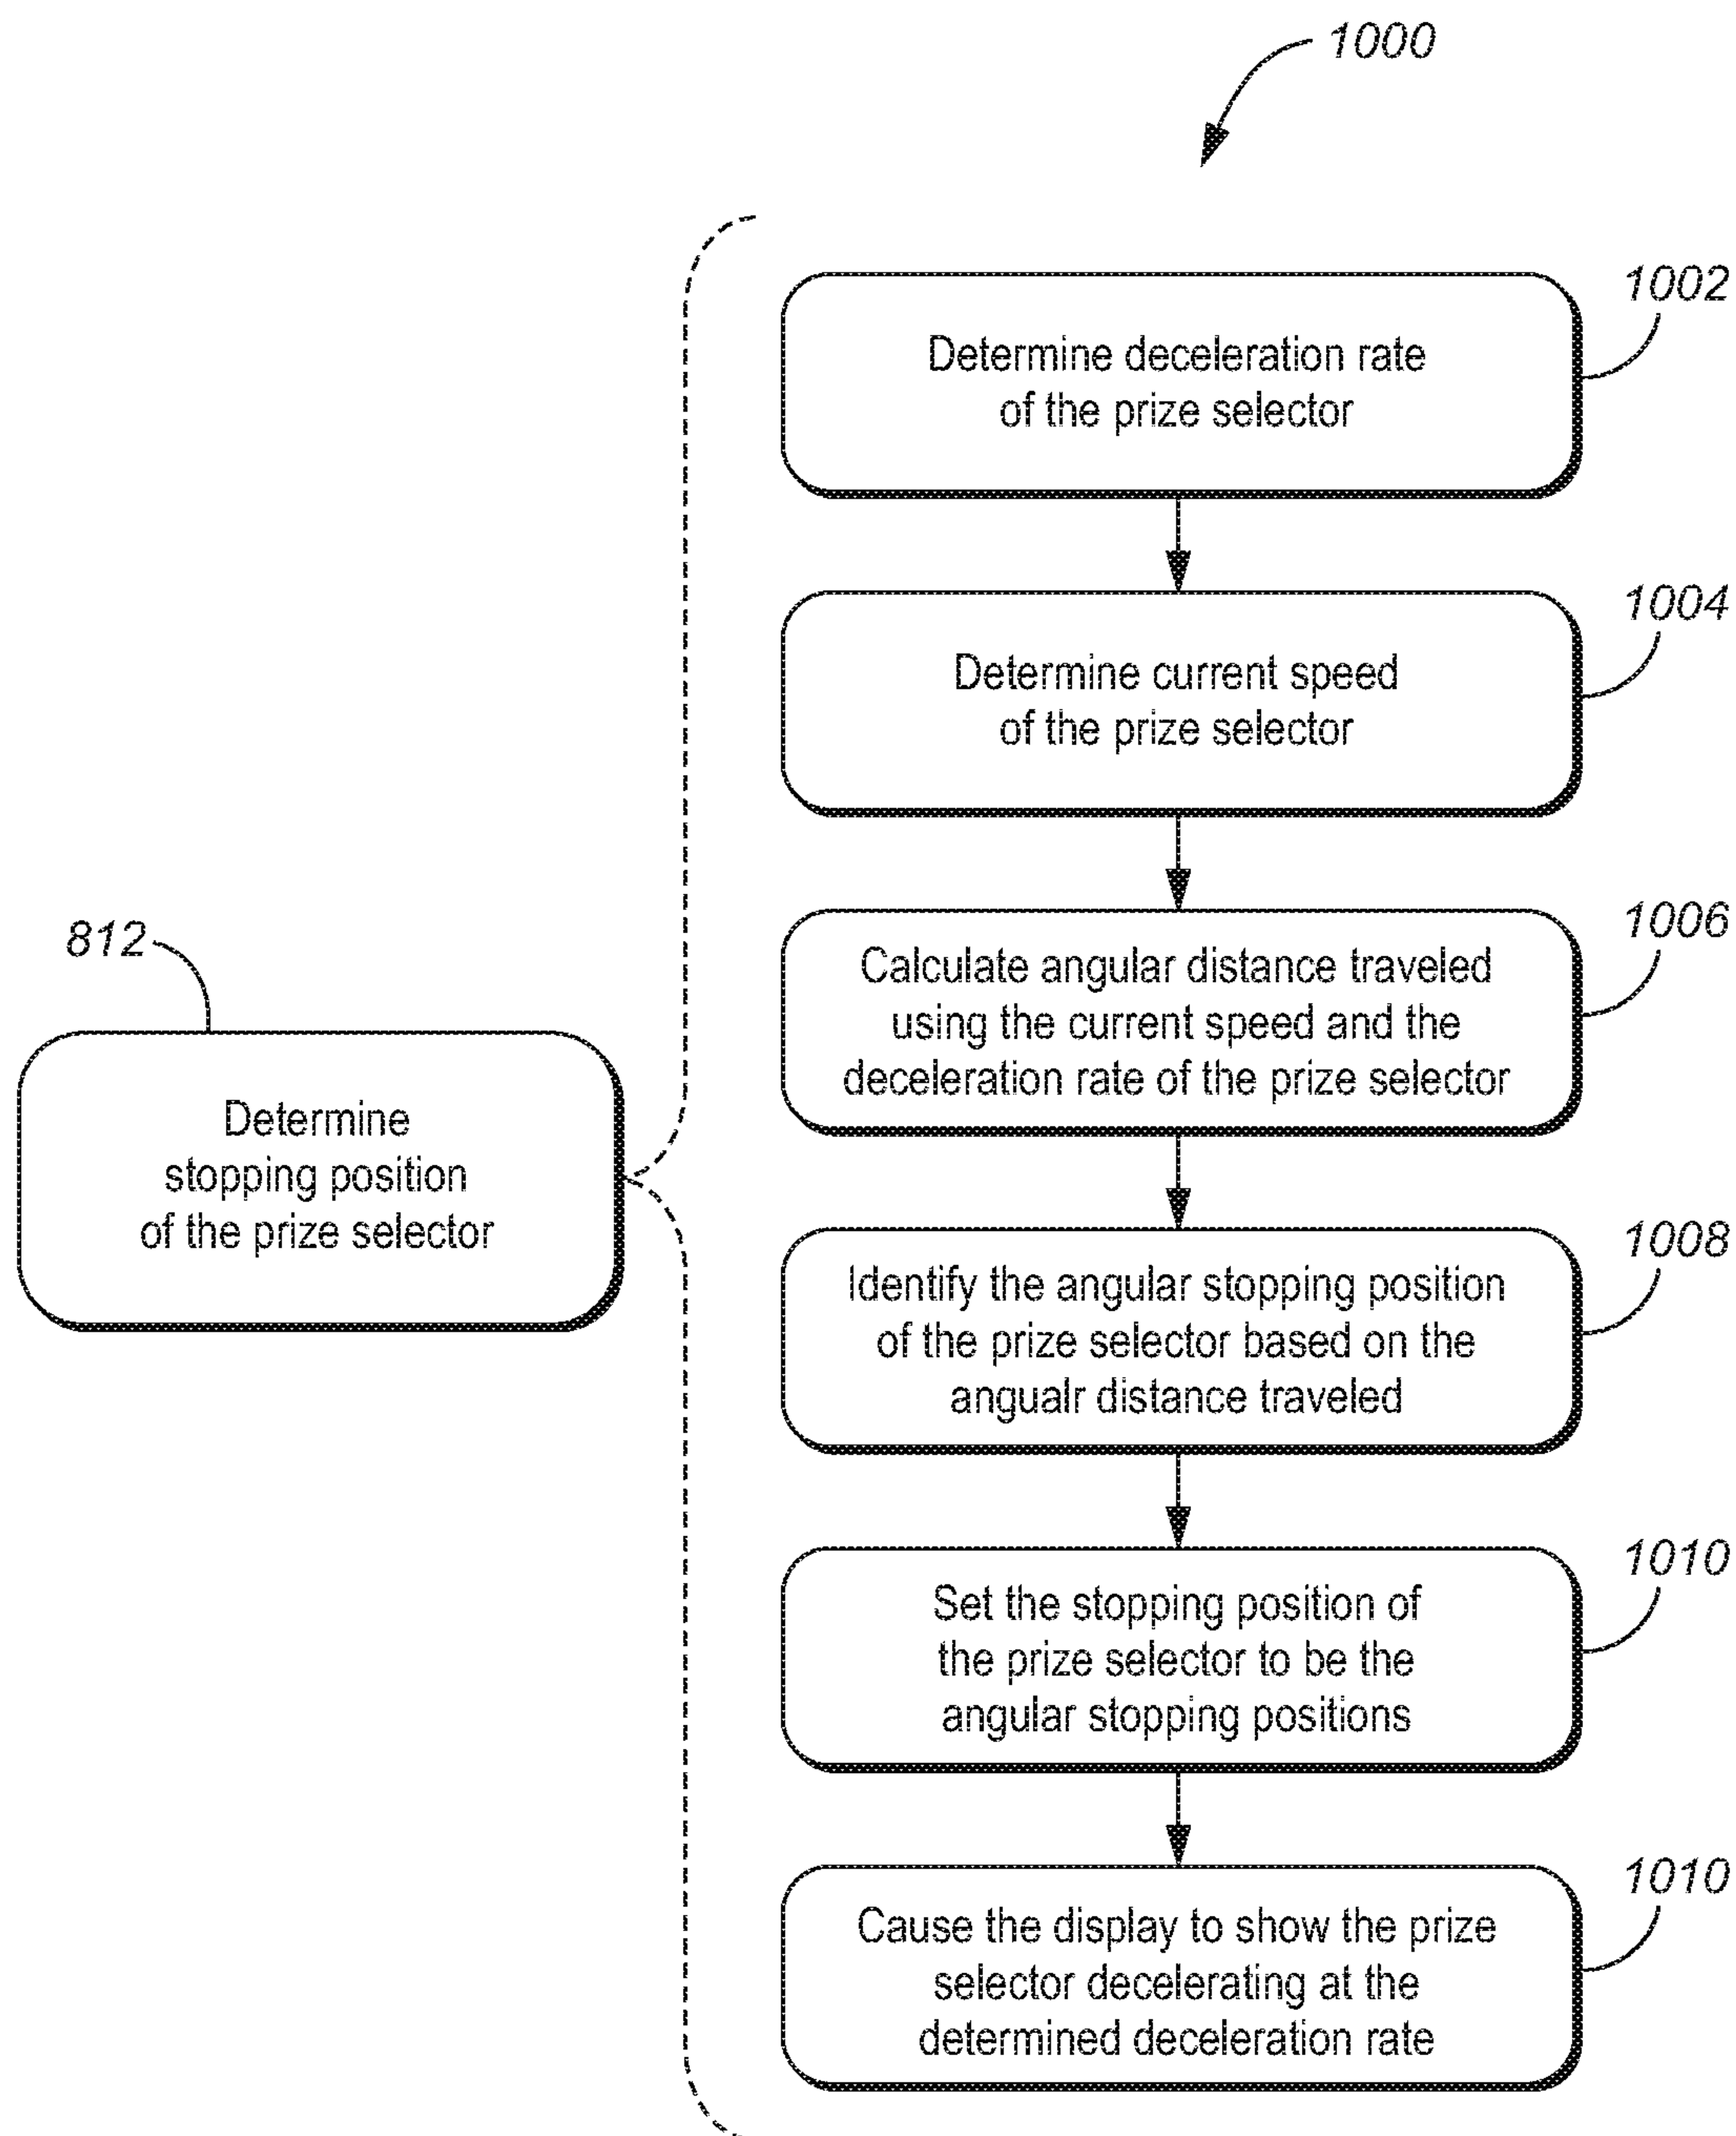 1000
1002
Determine deceleration rate
of the prize selector
1004
Determine current speed
of the prize selector
1006
Calculate angular distance traveled
using the current speed and the
deceleration rate of the prize selector
812
Determine
stopping position
of the prize selector
1008
Identify the angular stopping position
of the prize selector based on the
angualr distance traveled
1010
Set the stopping position of
the prize selector to be the
angular stopping positions
1010
Cause the display to show the prize
selector decelerating at the
determined deceleration rate